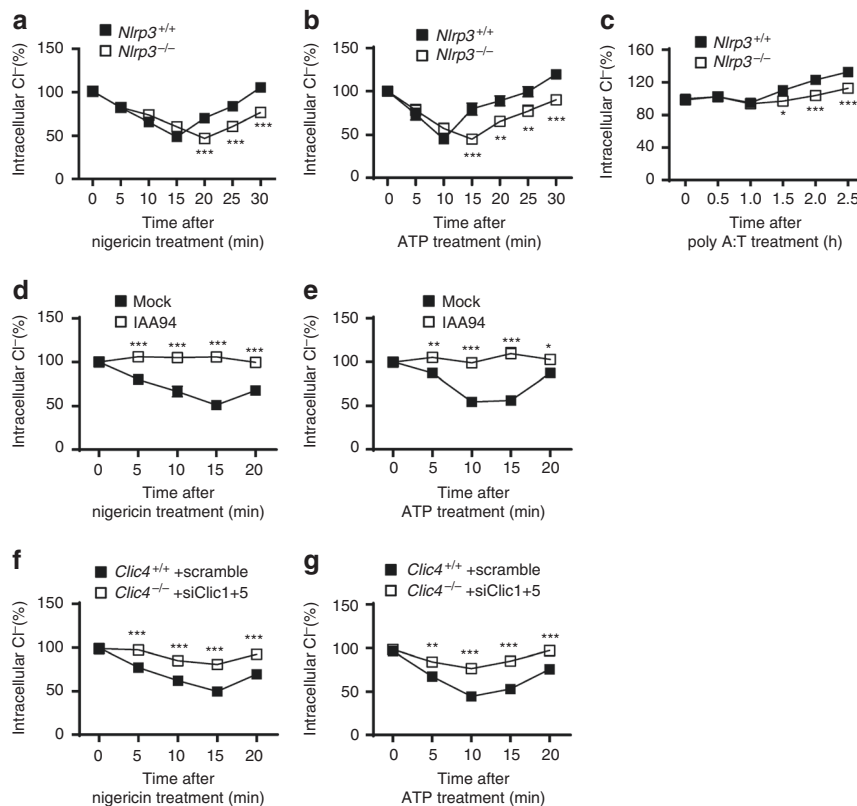 a
Nlrp3+/+
Nlrp3–/–
Intracellular Cl–(%)
150
100
50
0
***
***
***
0 5 10 15 20 25 30
Time after
nigericin treatment (min)
b
Nlrp3+/+
Nlrp3–/–
Intracellular Cl–(%)
150
100
50
0
***
**
**
***
0 5 10 15 20 25 30
Time after
ATP treatment (min)
c
Nlrp3+/+
Nlrp3–/–
Intracellular Cl–(%)
160
120
80
40
0
*
***
***
0 0.5 1.0 1.5 2.0 2.5
Time after
poly A:T treatment (h)
d
Mock
IAA94
Intracellular Cl–(%)
150
100
50
0
*** *** *** ***
0 5 10 15 20
Time after
nigericin treatment (min)
e
Mock
IAA94
Intracellular Cl–(%)
150
100
50
0
** *** *** *
0 5 10 15 20
Time after
ATP treatment (min)
f
Clic4+/+ +scramble
Clic4–/– +siClic1+5
Intracellular Cl–(%)
150
100
50
0
*** *** *** ***
0 5 10 15 20
Time after
nigericin treatment (min)
g
Clic4+/+ +scramble
Clic4–/– +siClic1+5
Intracellular Cl–(%)
150
100
50
0
** *** *** ***
0 5 10 15 20
Time after
ATP treatment (min)